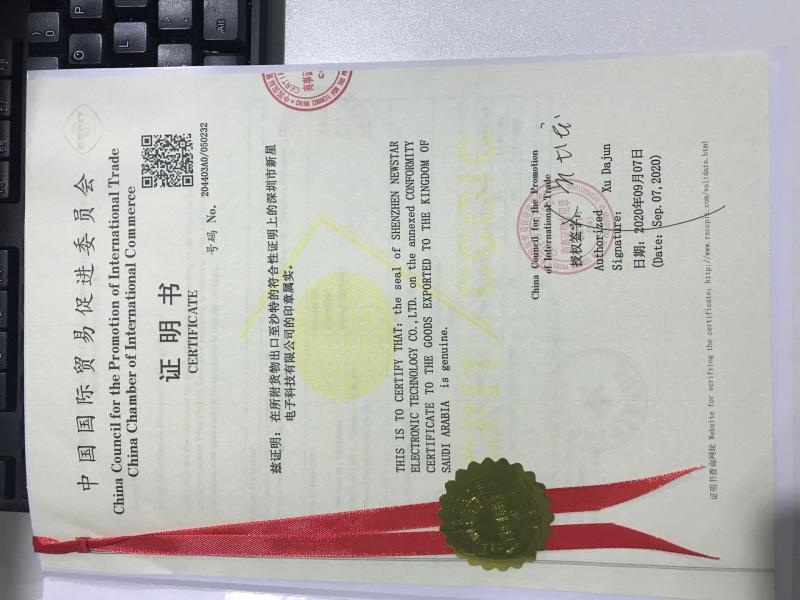 CCPIT
中国国际贸易促进委员会
China Council for the Promotion of International Trade
China Chamber of International Commerce
证明书
CERTIFICATE
号码 No. 204403A0/050232
兹证明：在所附货物出口至沙特的符合性证明上的深圳市新星
电子科技有限公司的印章属实。
THIS IS TO CERTIFY THAT: the seal of SHENZHEN NEWSTAR
ELECTRONIC TECHNOLOGY CO.,LTD. on the annexed CONFORMITY
CERTIFICATE TO THE GOODS EXPORTED TO THE KINGDOM OF
SAUDI ARABIA is genuine.
CCPIT CCOIC
China Council for the Promotion
of International Trade
授权签字：
Authorized Xu Dajun
Signature:
日期：2020年09月07日
(Date: Sep.07,2020)
证明书查询网址 Website for verifying the certificate: http://www.rzccpit.com/validate.html